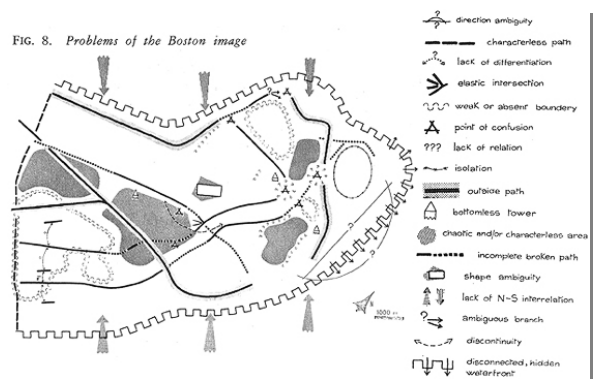 FIG. 8. Problems of the Boston image
direction ambiguity
characterless path
lack of differentiation
elastic intersection
weak or absent boundary
point of confusion
??? lack of relation
isolation
outside path
bottomless tower
chaotic and/or characterless area
incomplete broken path
shape ambiguity
lack of N-S interrelation
ambiguous branch
discontinuity
disconnected, hidden
waterfront